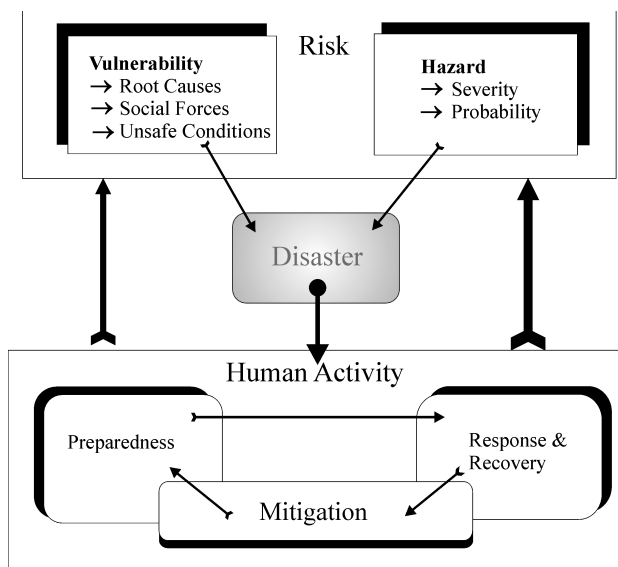 Risk
Vulnerability
→ Root Causes
→ Social Forces
→ Unsafe Conditions
Hazard
→ Severity
→ Probability
Disaster
Human Activity
Preparedness
Response &
Recovery
Mitigation